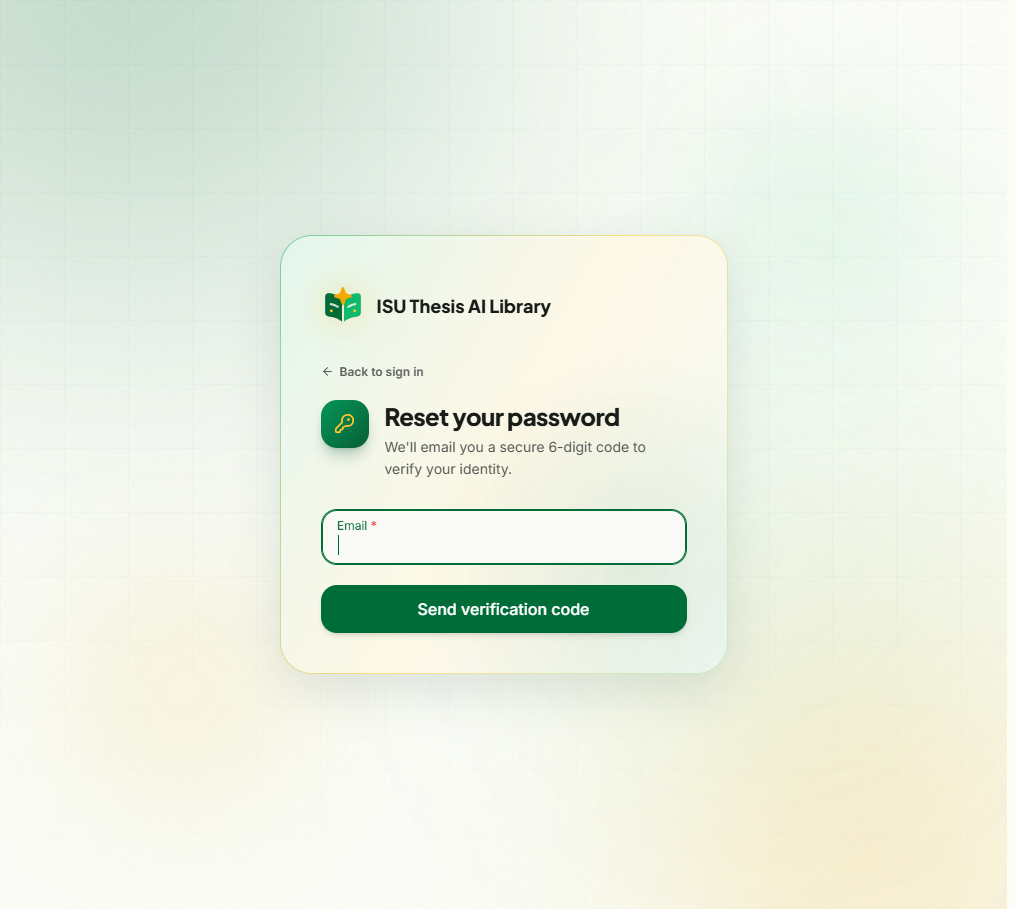 ISU Thesis AI Library
← Back to sign in
Reset your password
We'll email you a secure 6-digit code to
verify your identity.
Email *
Send verification code